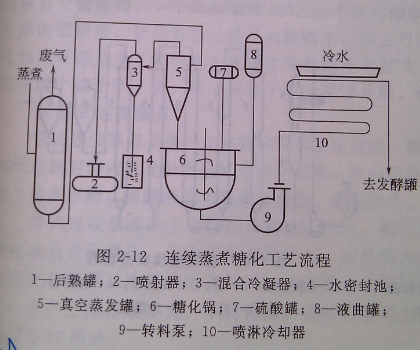 废气
蒸煮
冷水
1
2
3
4
5
6
7
8
9
10
去发酵罐
图 2-12 连续蒸煮糖化工艺流程
1—后熟罐；2—喷射器；3—混合冷凝器；4—水密封池；
5—真空蒸发罐；6—糖化锅；7—硫酸罐；8—液曲罐；
9—转料泵；10—喷淋冷却器